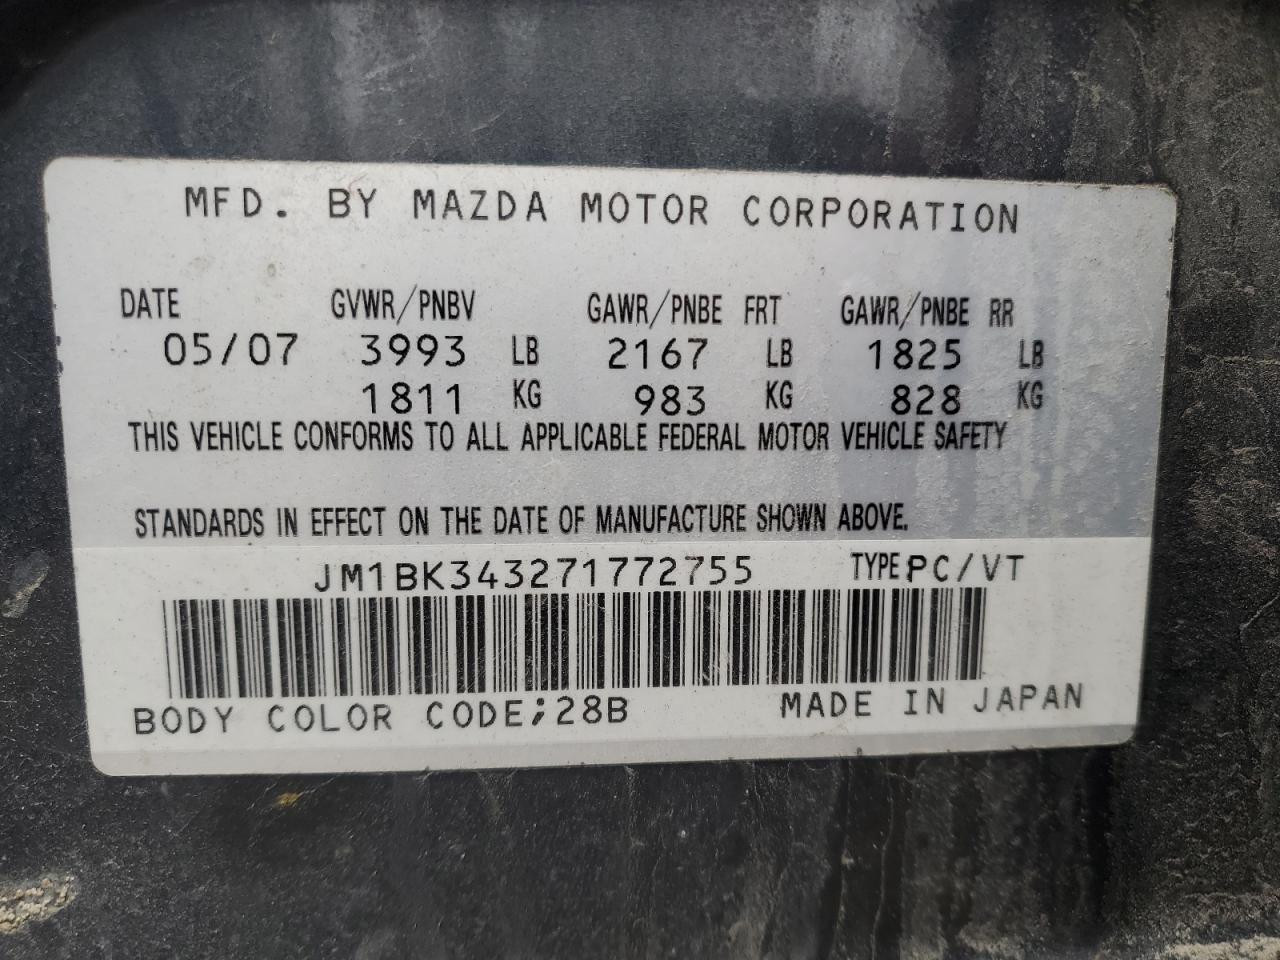 MFD. BY MAZDA MOTOR CORPORATION
DATE GVWR/PNBV GAWR/PNBE FRT GAWR/PNBE RR
05/07 3993 LB 2167 LB 1825 LB
1811 KG 983 KG 828 KG
THIS VEHICLE CONFORMS TO ALL APPLICABLE FEDERAL MOTOR VEHICLE SAFETY
STANDARDS IN EFFECT ON THE DATE OF MANUFACTURE SHOWN ABOVE.
JM1BK343271772755 TYPE PC/VT
BODY COLOR CODE;28B MADE IN JAPAN